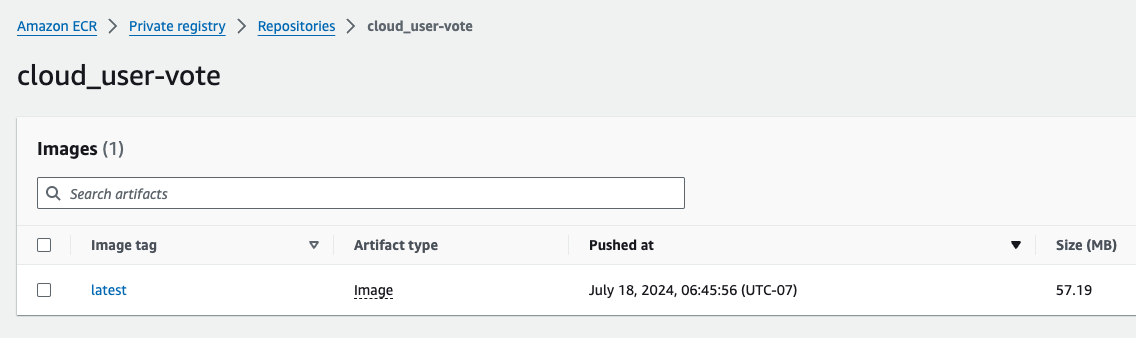 Amazon ECR > Private registry > Repositories > cloud_user-vote
cloud_user-vote
Images (1)
Search artifacts
Image tag Artifact type Pushed at Size (MB)
latest Image July 18, 2024, 06:45:56 (UTC-07) 57.19